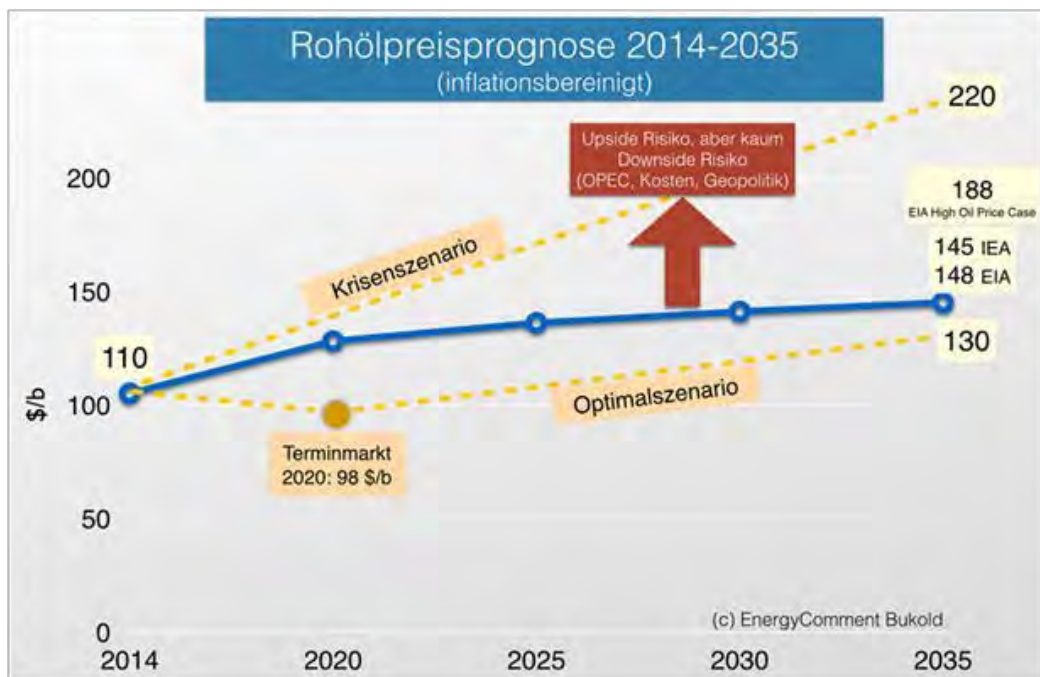 Rohölpreisprognose 2014-2035
(inflationsbereinigt)
220
Upside Risiko, aber kaum
Downside Risiko
(OPEC, Kosten, Geopolitik)
200
188
EIA High Oil Price Case
Krisenszenario
145 IEA
148 EIA
150
110
130
Optimalszenario
100
$/b
Terminmarkt
2020: 98 $/b
50
(c) EnergyComment Bukold
0
2014 2020 2025 2030 2035